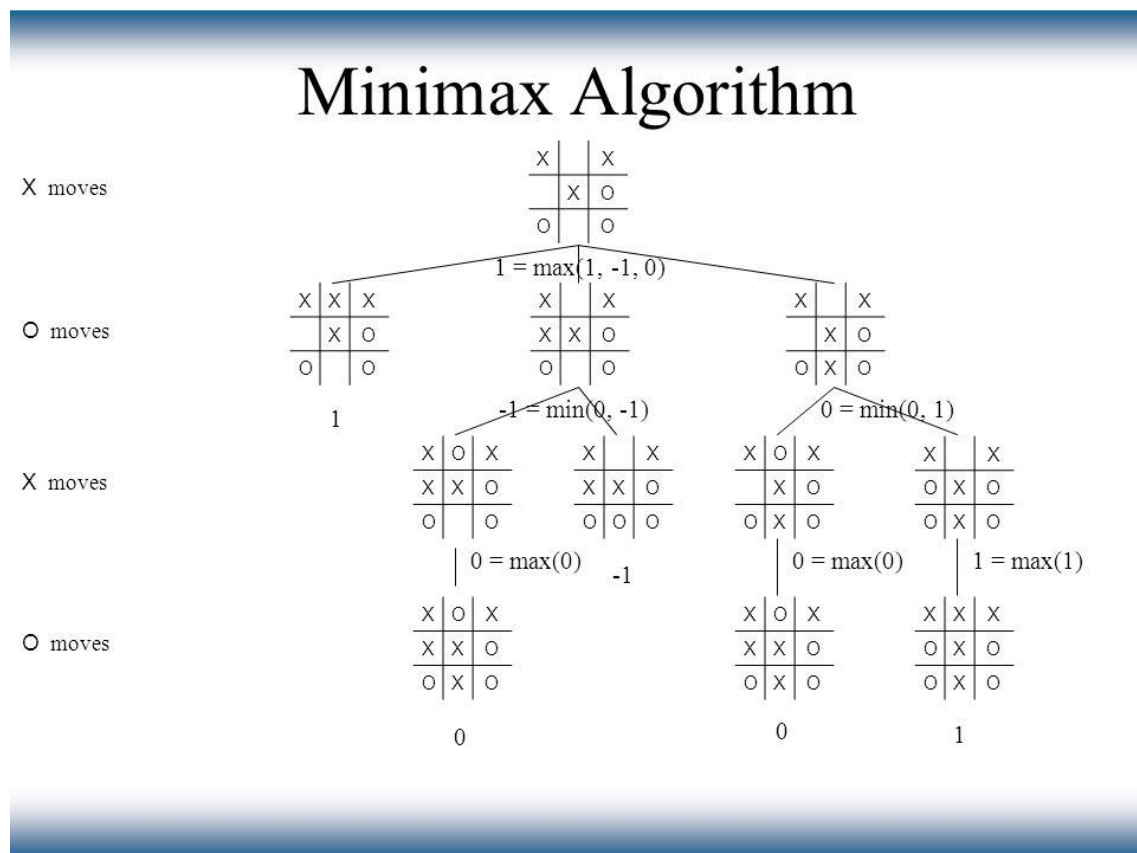 Minimax Algorithm
X X
X moves
X O
O O
1 = max(1, -1, 0)
X X X X X X X
O moves
X O X X O X O
O O O O O X O
1
-1 = min(0, -1)
0 = min(0, 1)
X O X X X X O X X X
X moves
X X O X X O X O O X O
O O O O O O X O O X O
0 = max(0)
-1
0 = max(0)
1 = max(1)
X O X X O X X X X
O moves
X X O X X O O X O
O X O O X O O X O
0
0
1